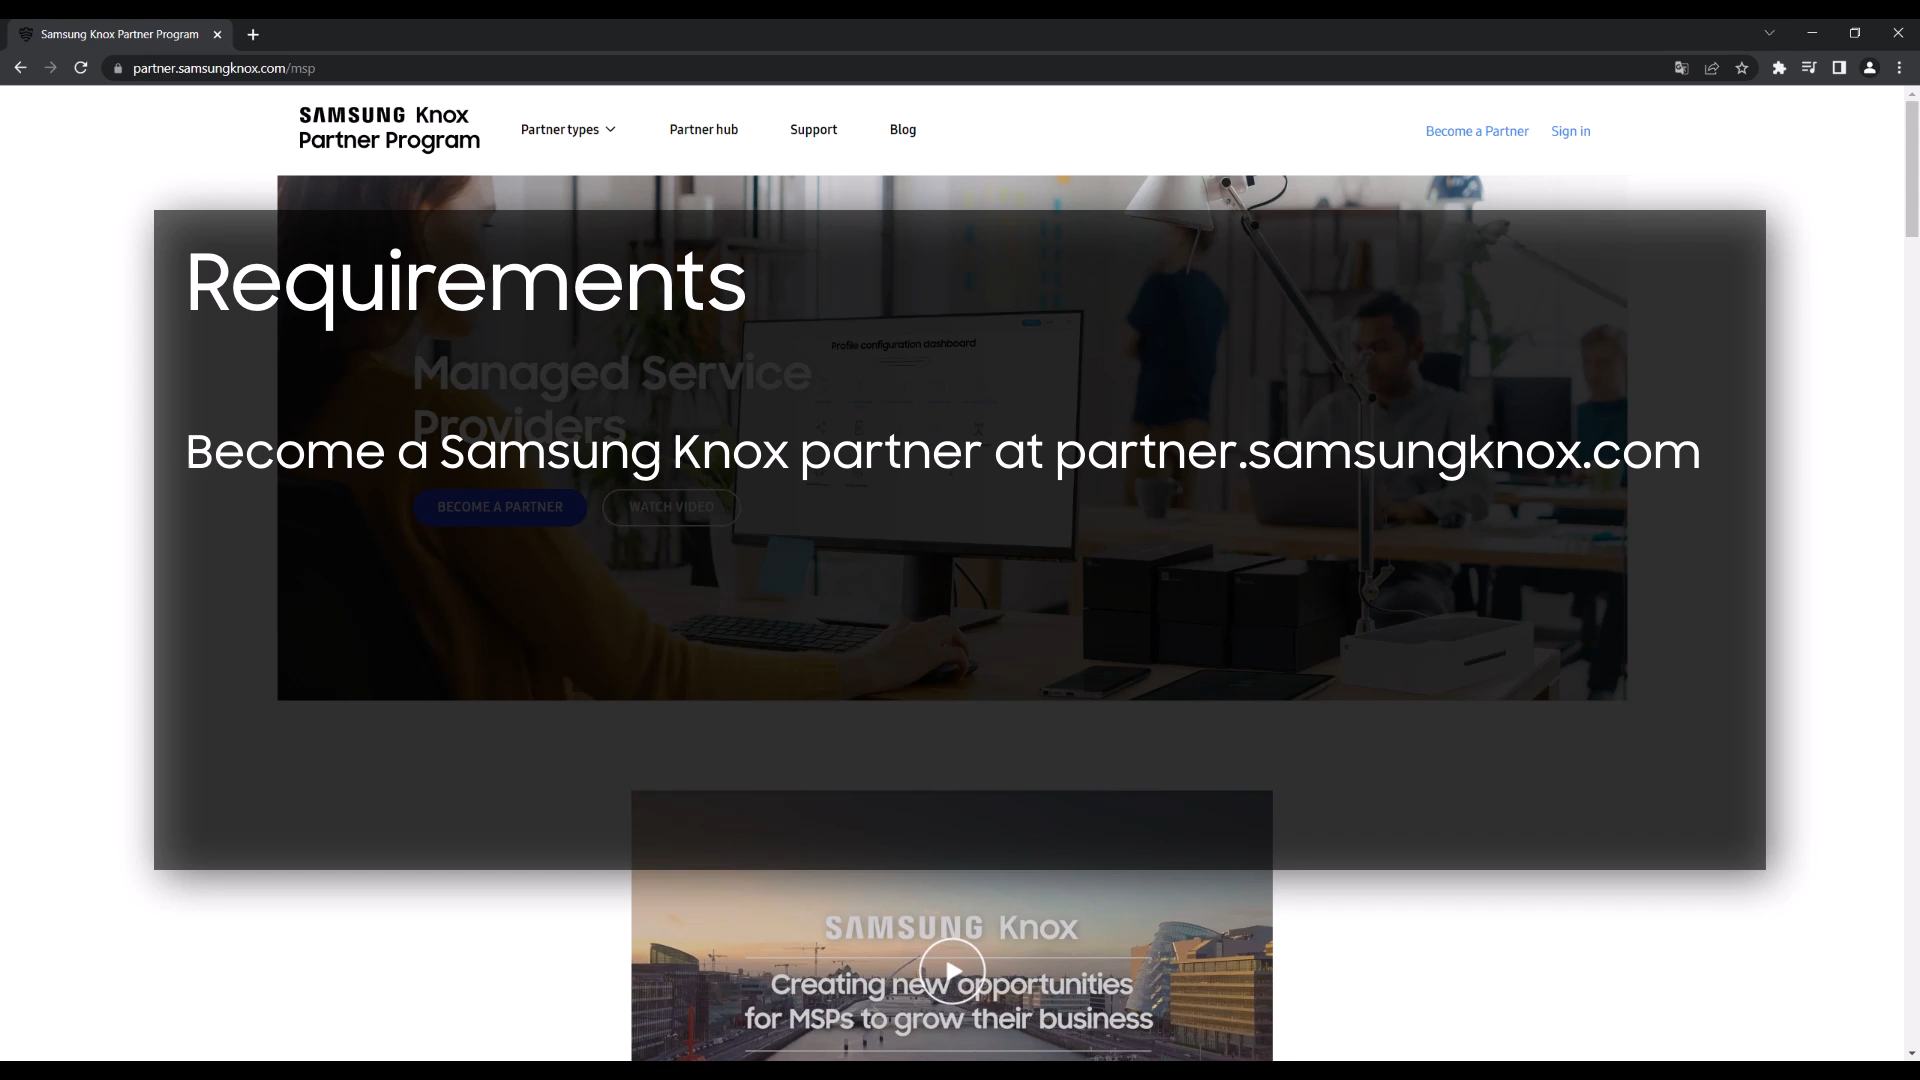 Samsung Knox Partner Program
partner.samsungknox.com/msp
SAMSUNG Knox
Partner Program
Partner types
Partner hub
Support
Blog
Become a Partner
Sign in
Requirements
Profile configuration dashboard
Managed Service
Providers
Become a Samsung Knox partner at partner.samsungknox.com
BECOME A PARTNER
WATCH VIDEO
SAMSUNG Knox
Creating new opportunities
for MSPs to grow their business